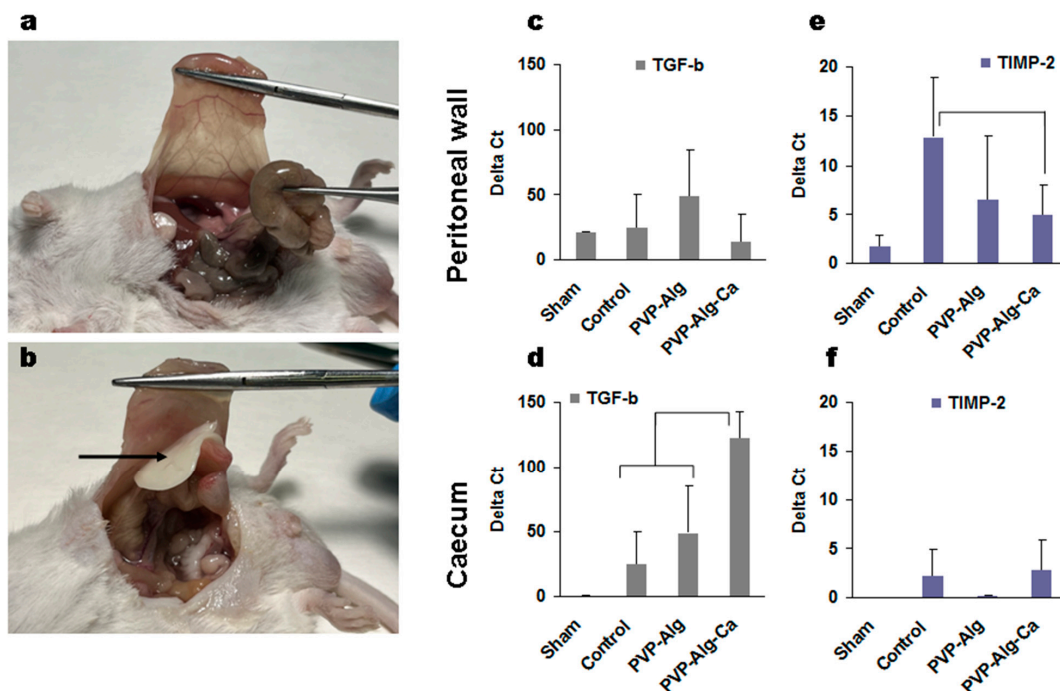 a
b
Peritoneal wall
Caecum
c
TGF-b
Delta Ct
150
100
50
0
Sham
Control
PVP-Alg
PVP-Alg-Ca
e
TIMP-2
Delta Ct
20
15
10
5
0
Sham
Control
PVP-Alg
PVP-Alg-Ca
d
TGF-b
Delta Ct
150
100
50
0
Sham
Control
PVP-Alg
PVP-Alg-Ca
f
TIMP-2
Delta Ct
20
15
10
5
0
Sham
Control
PVP-Alg
PVP-Alg-Ca